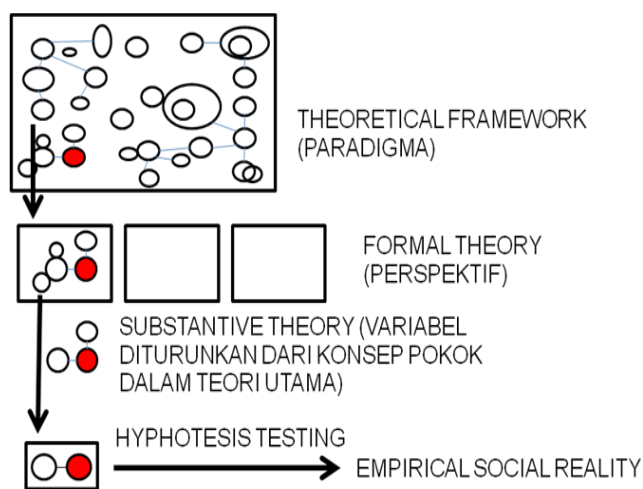 THEORETICAL FRAMEWORK
(PARADIGMA)
FORMAL THEORY
(PERSPEKTIF)
SUBSTANTIVE THEORY (VARIABEL
DITURUNKAN DARI KONSEP POKOK
DALAM TEORI UTAMA)
HYPHOTESIS TESTING
EMPIRICAL SOCIAL REALITY